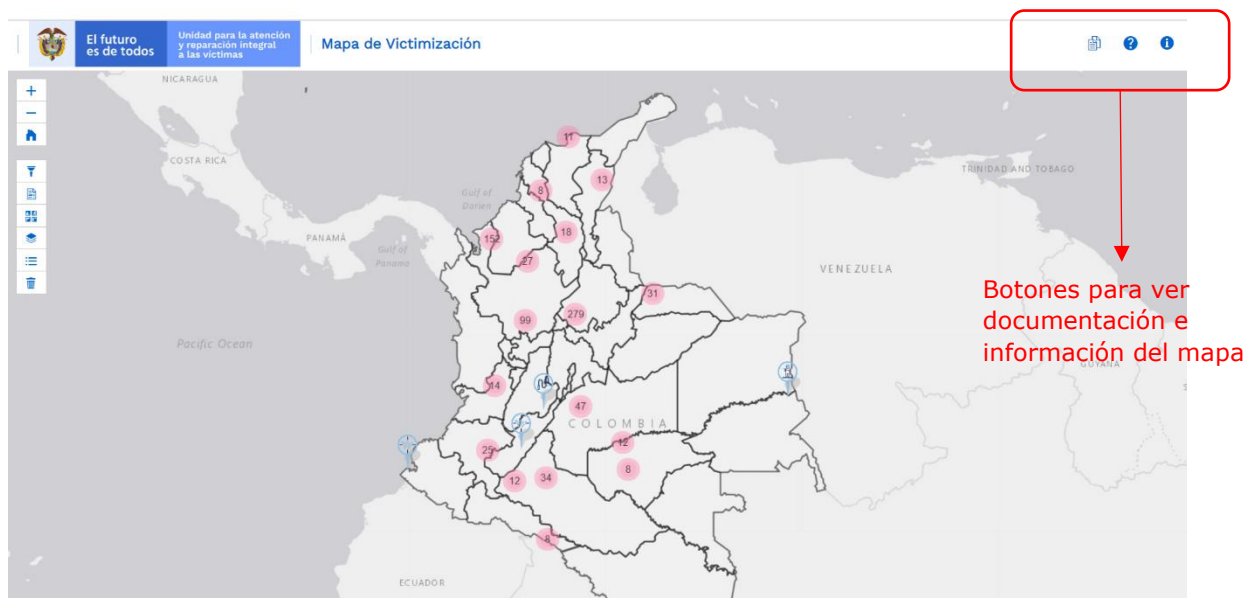 El futuro
es de todos
Unidad para la atención
y reparación integral
a las víctimas
Mapa de Victimización
NICARAGUA
COSTA RICA
PANAMÁ
Gulf of
Darien
Gulf of
Panama
Pacific Ocean
TRINIDAD AND TOBAGO
VENEZUELA
GUYANA
COLOMBIA
ECUADOR
11
13
8
18
152
27
31
279
99
14
47
12
25
8
34
12
8
Botones para ver
documentación e
información del mapa